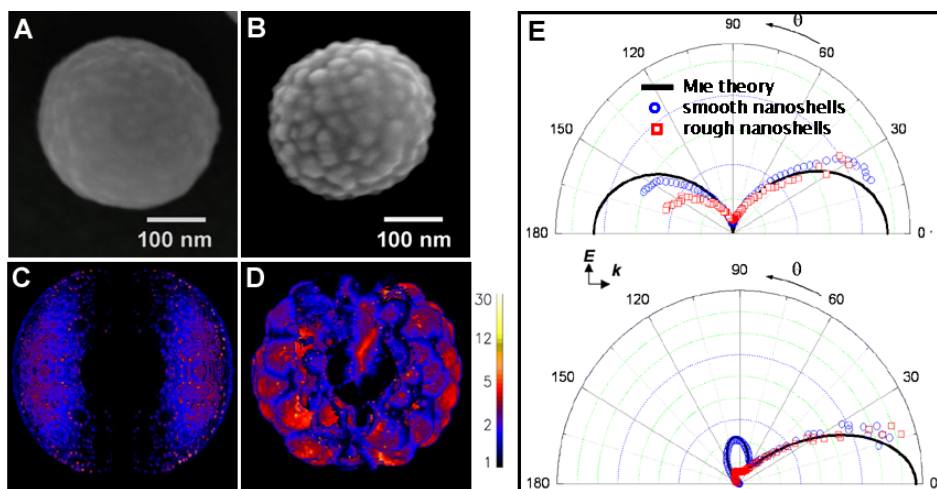 A
100 nm
B
100 nm
C
D
30
12
5
2
1
E
90
θ
120
60
Mie theory
smooth nanoshells
rough nanoshells
150
30
180
0
E
k
90
θ
120
60
150
30
180
0